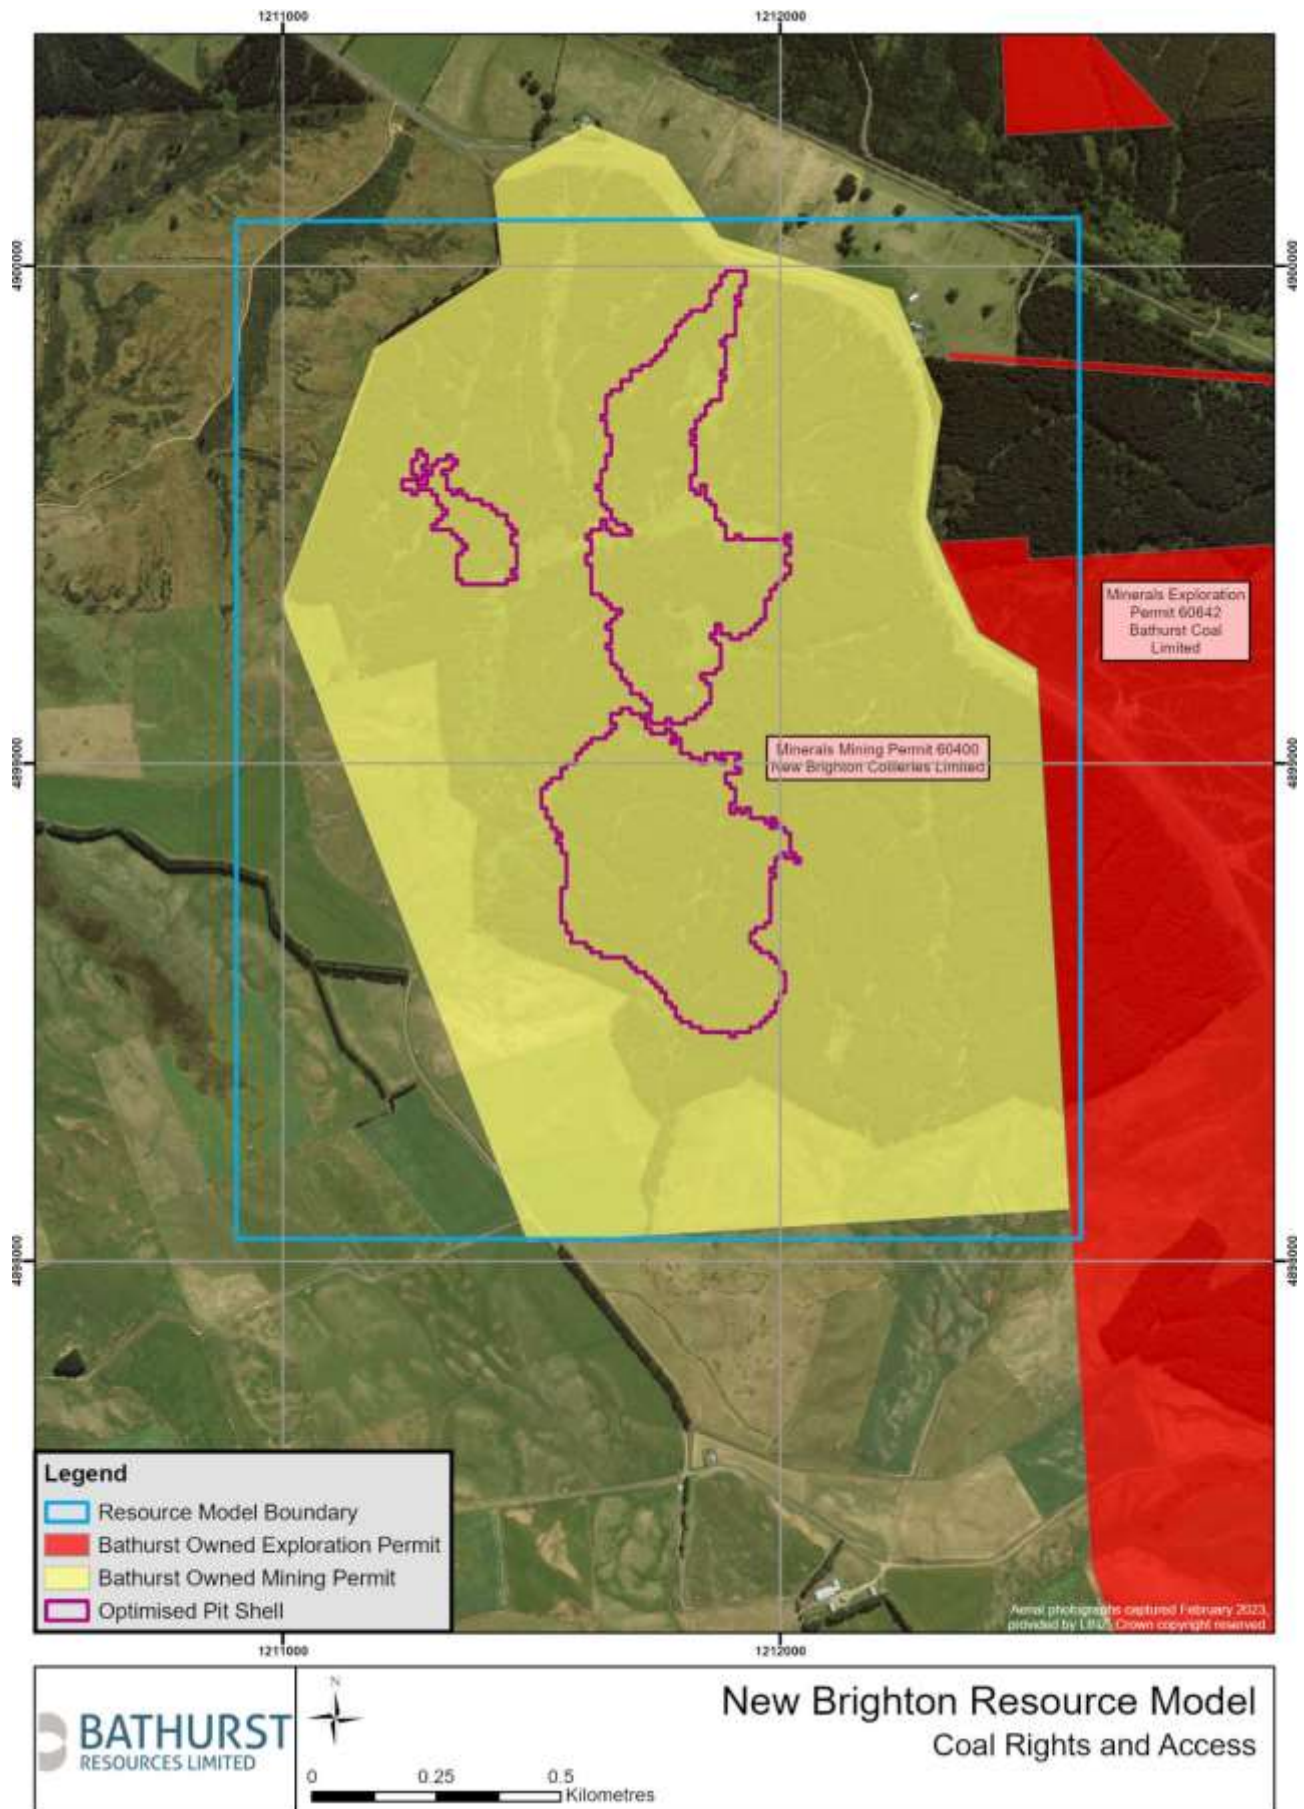 1211000
1212000
4900000
4900000
Minerals Exploration
Permit 60642
Bathurst Coal
Limited
Minerals Mining Permit 60400
New Brighton Collieries Limited
4899000
4899000
4898000
4898000
Legend
Resource Model Boundary
Bathurst Owned Exploration Permit
Bathurst Owned Mining Permit
Optimised Pit Shell
Aerial photographs captured February 2023,
provided by LINZ, Crown copyright reserved.
1211000
1212000
BATHURST
RESOURCES LIMITED
N
0 0.25 0.5
Kilometres
New Brighton Resource Model
Coal Rights and Access